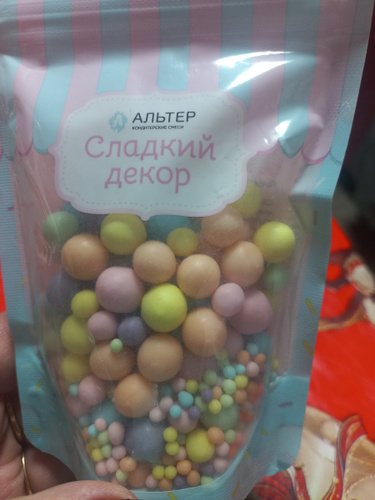 АЛЬТЕР
КОНДИТЕРСКИЕ СМЕСИ
Сладкий
декор